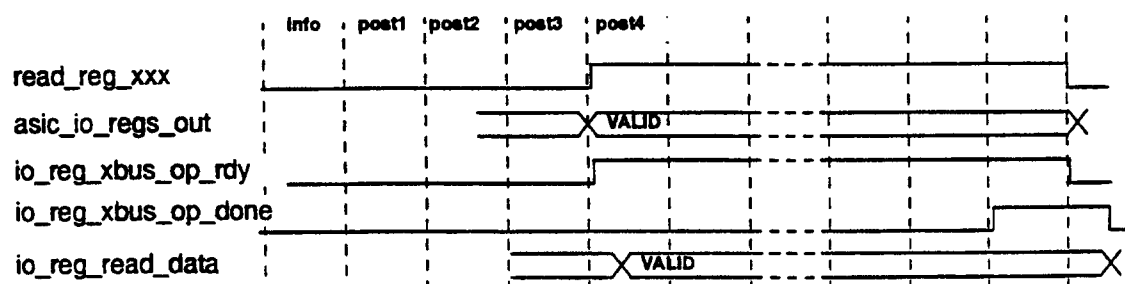 info post1 post2 post3 post4
read_reg_xxx
asic_io_regs_out VALID
io_reg_xbus_op_rdy
io_reg_xbus_op_done
io_reg_read_data VALID